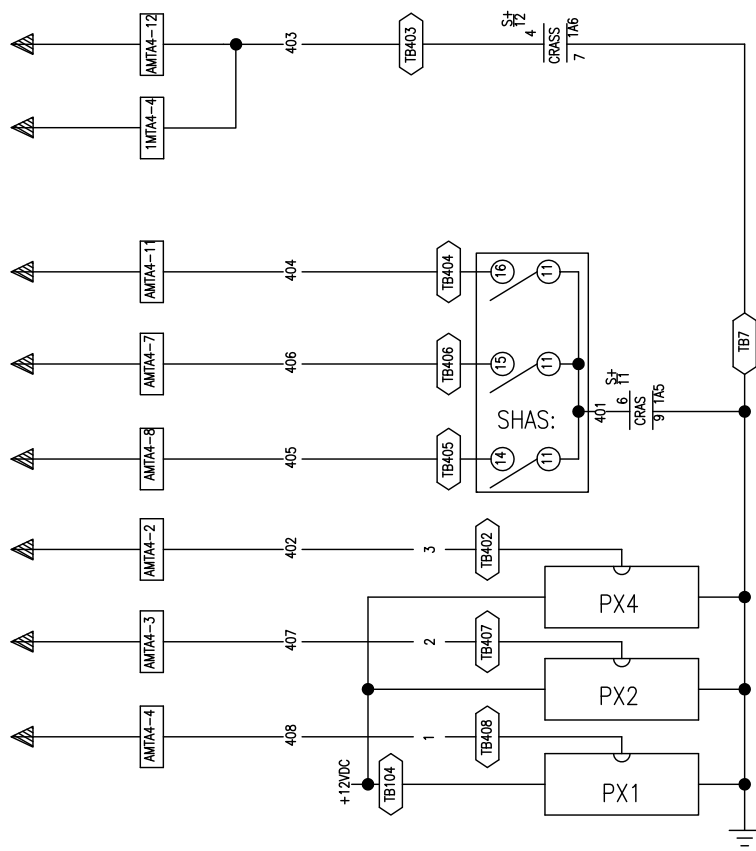 AMTA4-12
403
TB403
S+
12
4
CRASS
7
1A6
1MTA4-4
AMTA4-11
404
TB404
16
11
AMTA4-7
406
TB406
15
11
TB7
SHAS:
401
S+
11
6
CRAS
9
1A5
AMTA4-8
405
TB405
14
11
AMTA4-2
402
3
TB402
PX4
AMTA4-3
407
2
TB407
PX2
AMTA4-4
408
1
TB408
+12VDC
TB104
PX1